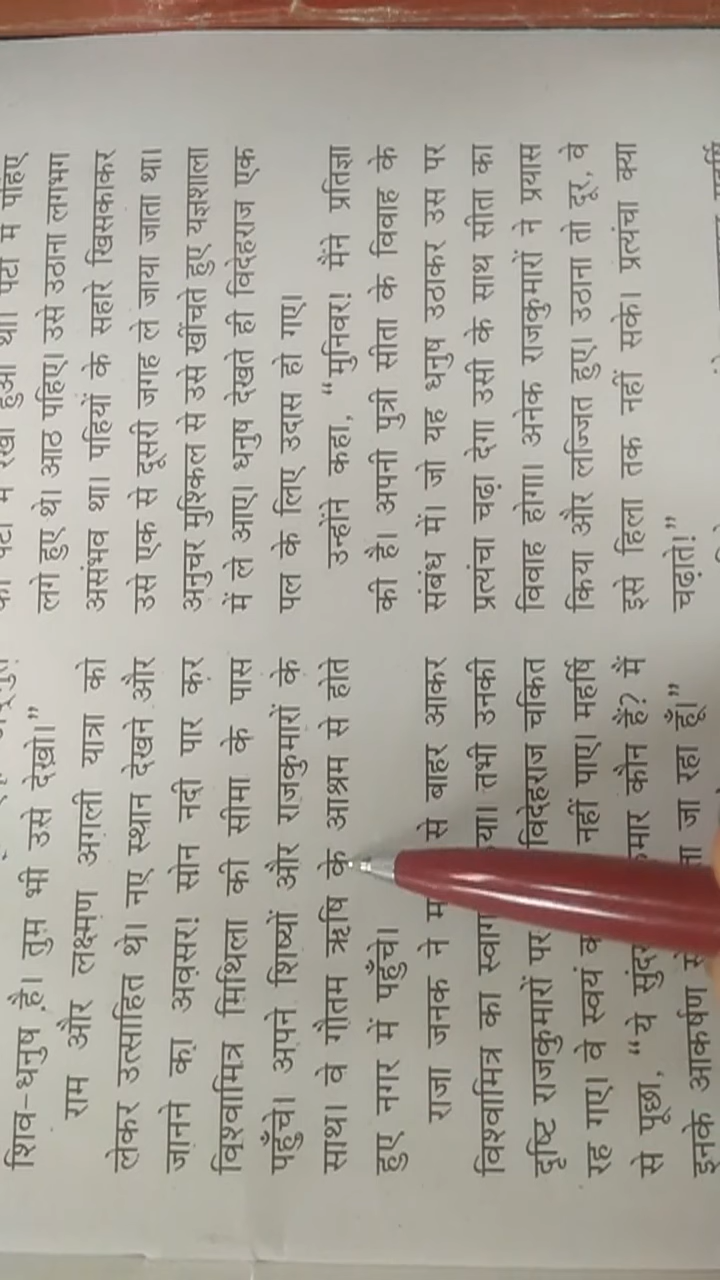 शिव-धनुष है। तुम भी उसे देखो।”
राम और लक्ष्मण अगली यात्रा को
लेकर उत्साहित थे। नए स्थान देखने और
जानने का अवसर! सोन नदी पार कर
विश्वामित्र मिथिला की सीमा के पास
पहुँचे। अपने शिष्यों और राजकुमारों के
साथ। वे गौतम ऋषि के आश्रम से होते
हुए नगर में पहुँचे।
राजा जनक ने से बाहर आकर
विश्वामित्र का तभी उनकी
दृष्टि राजकुमारों पर विदेहराज चकित
रह गए। वे स्वयं नहीं पाए। महर्षि
से पूछा, “ये कौन हैं? मैं
इनके आकर्षण जा रहा हूँ।”
लगे हुए थे। आठ पहिए। उसे उठाना लगभग
असंभव था। पहियों के सहारे खिसकाकर
उसे एक से दूसरी जगह ले जाया जाता था।
अनुचर मुश्किल से उसे खींचते हुए यज्ञशाला
में ले आए। धनुष देखते ही विदेहराज एक
पल के लिए उदास हो गए।
उन्होंने कहा, “मुनिवर! मैंने प्रतिज्ञा
की है। अपनी पुत्री सीता के विवाह के
संबंध में। जो यह धनुष उठाकर उस पर
प्रत्यंचा चढ़ा देगा उसी के साथ सीता का
विवाह होगा। अनेक राजकुमारों ने प्रयास
किया और लज्जित हुए। उठाना तो दूर, वे
इसे हिला तक नहीं सके। प्रत्यंचा क्या
चढ़ाते!”